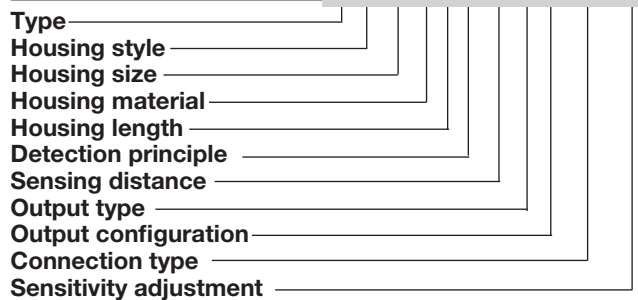 Type
Housing style
Housing size
Housing material
Housing length
Detection principle
Sensing distance
Output type
Output configuration
Connection type
Sensitivity adjustment